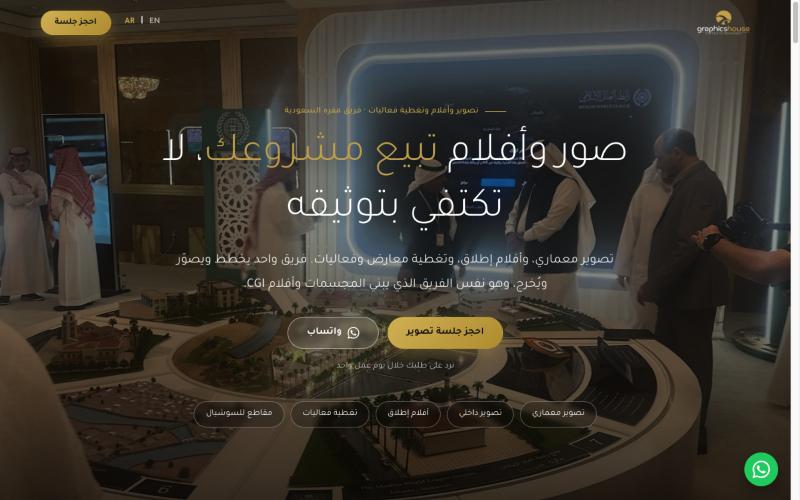 graphicshouse
EN | AR
احجز جلسة
تصوير وأفلام وتغطية فعاليات · فريق مقره السعودية
صور وأفلام تبيع مشروعك، لا
تكتفي بتوثيقه
تصوير معماري، وأفلام إطلاق، وتغطية معارض وفعاليات. فريق واحد يخطط ويصوّر
ويُخرج، وهو نفس الفريق الذي يبني المجسمات وأفلام CGI.
احجز جلسة تصوير
واتساب
نرد على طلبك خلال يوم عمل واحد
تصوير معماري
تصوير داخلي
أفلام إطلاق
تغطية فعاليات
مقاطع للسوشيال